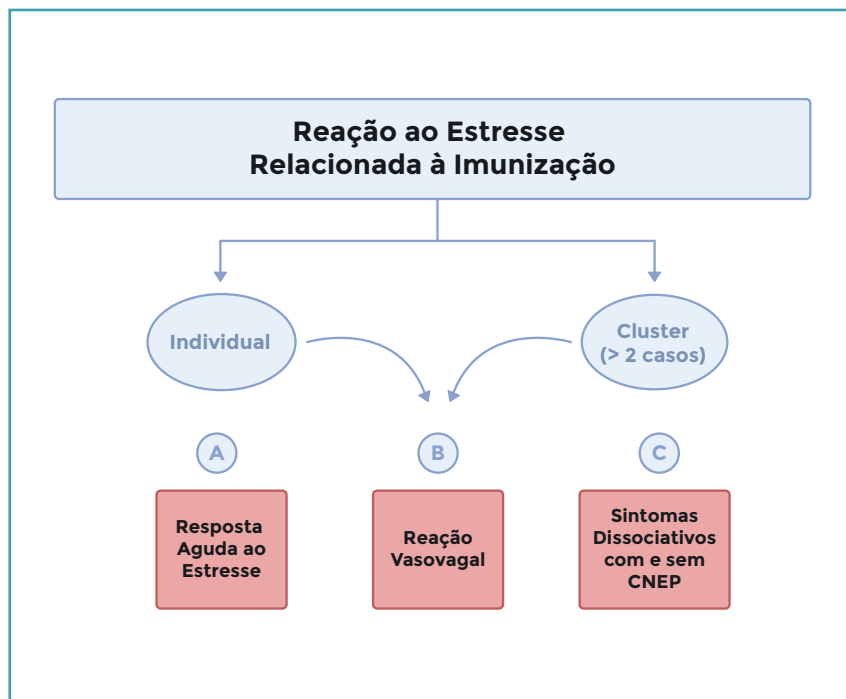 Reação ao Estresse
Relacionada à Imunização
Individual
Cluster
(> 2 casos)
A
B
C
Resposta
Aguda ao
Estresse
Reação
Vasovagal
Sintomas
Dissociativos
com e sem
CNEP